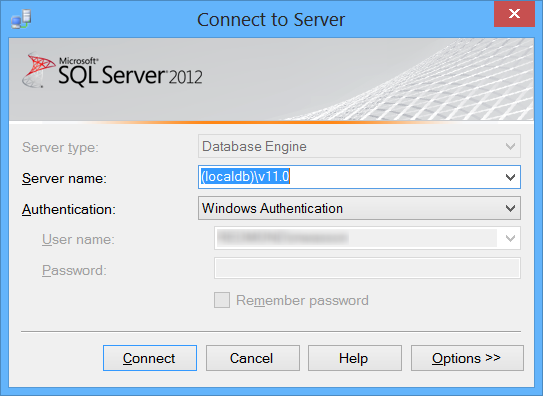 Connect to Server
Microsoft®
SQL Server® 2012
Server type: Database Engine
Server name: (localdb)\v11.0
Authentication: Windows Authentication
User name:
Password:
Remember password
Connect Cancel Help Options >>